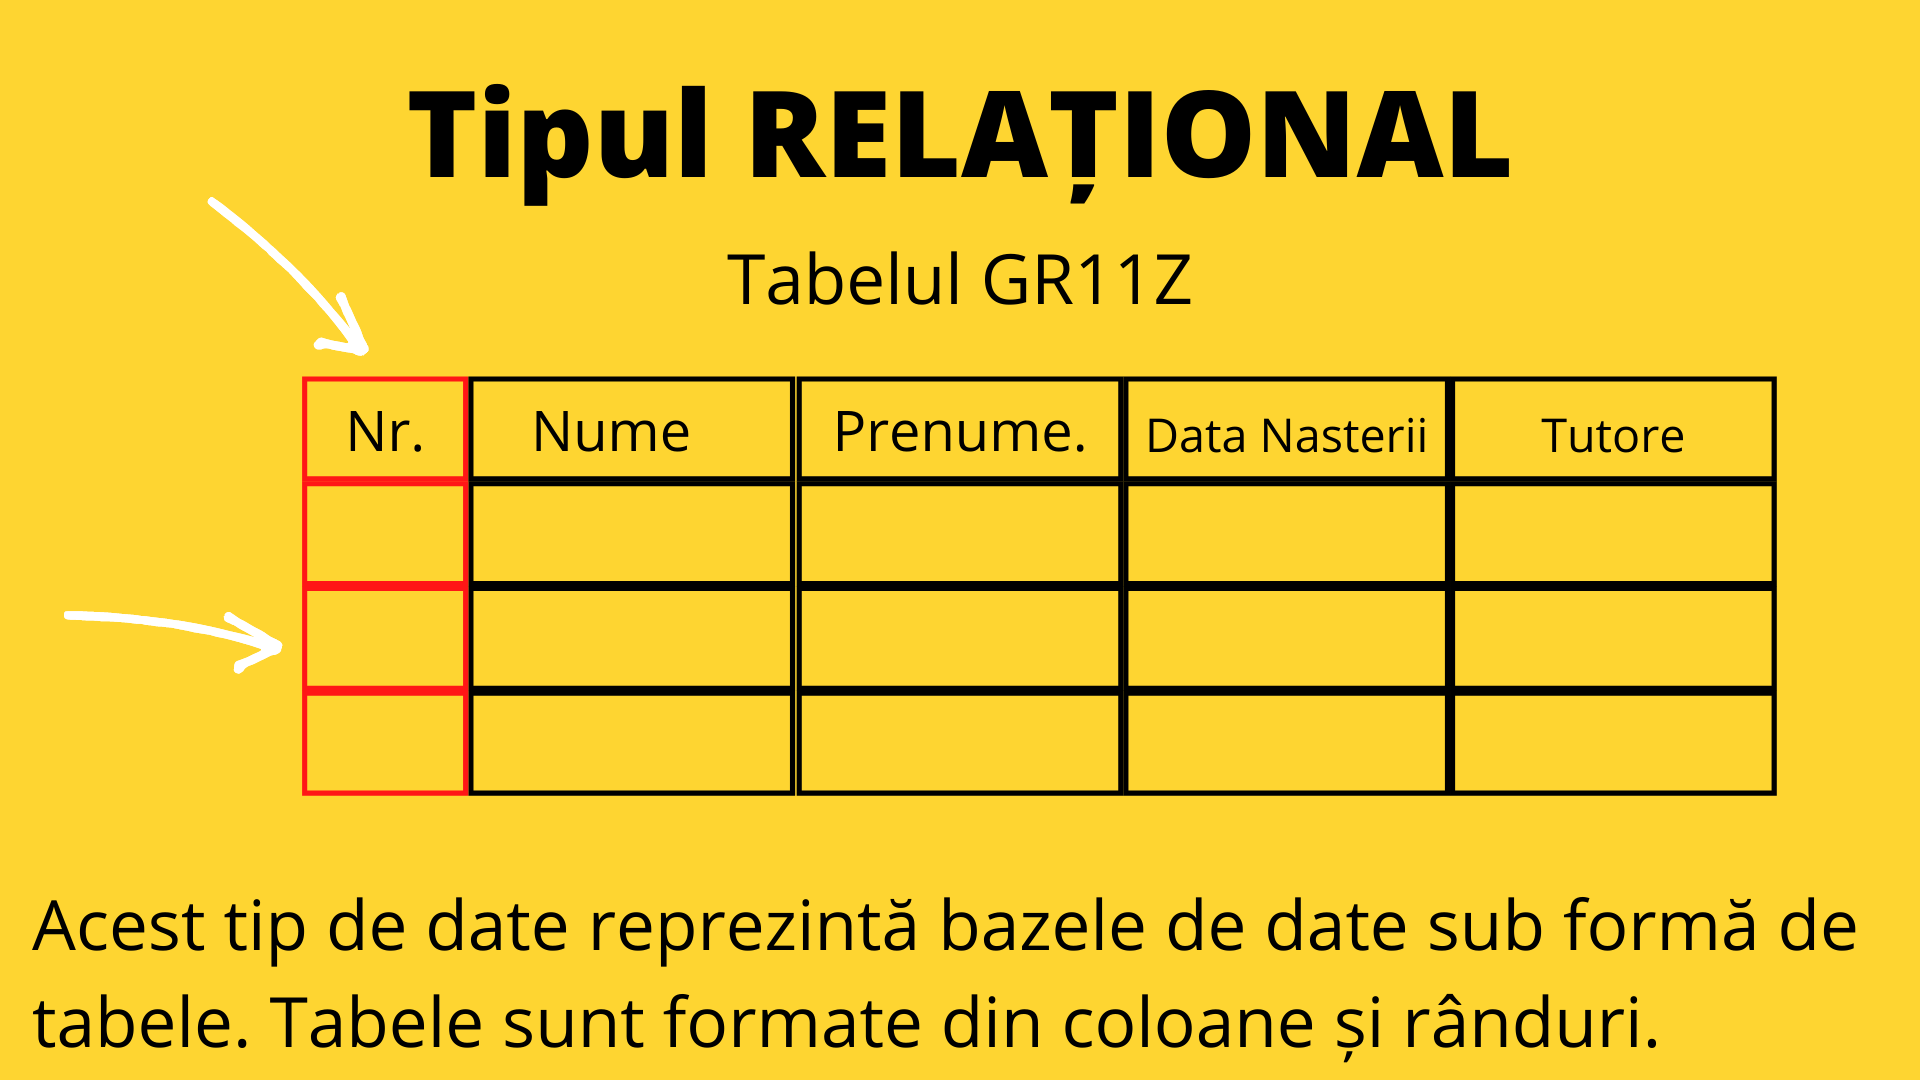 Tipul RELAȚIONAL
Tabelul GR11Z
Nr. Nume Prenume. Data Nasterii Tutore
Acest tip de date reprezintă bazele de date sub formă de
tabele. Tabele sunt formate din coloane și rânduri.